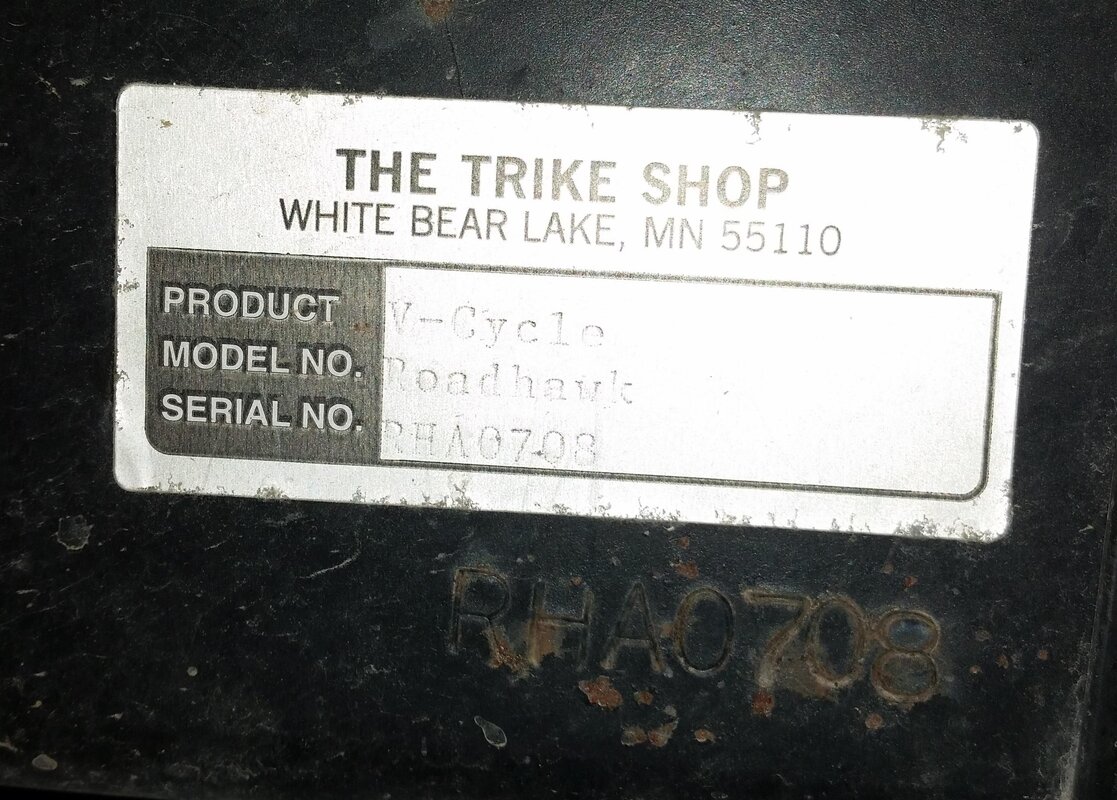 THE TRIKE SHOP
WHITE BEAR LAKE, MN 55110
PRODUCT V-Cycle
MODEL NO. Roadhawk
SERIAL NO. RHA0708
RHA0708